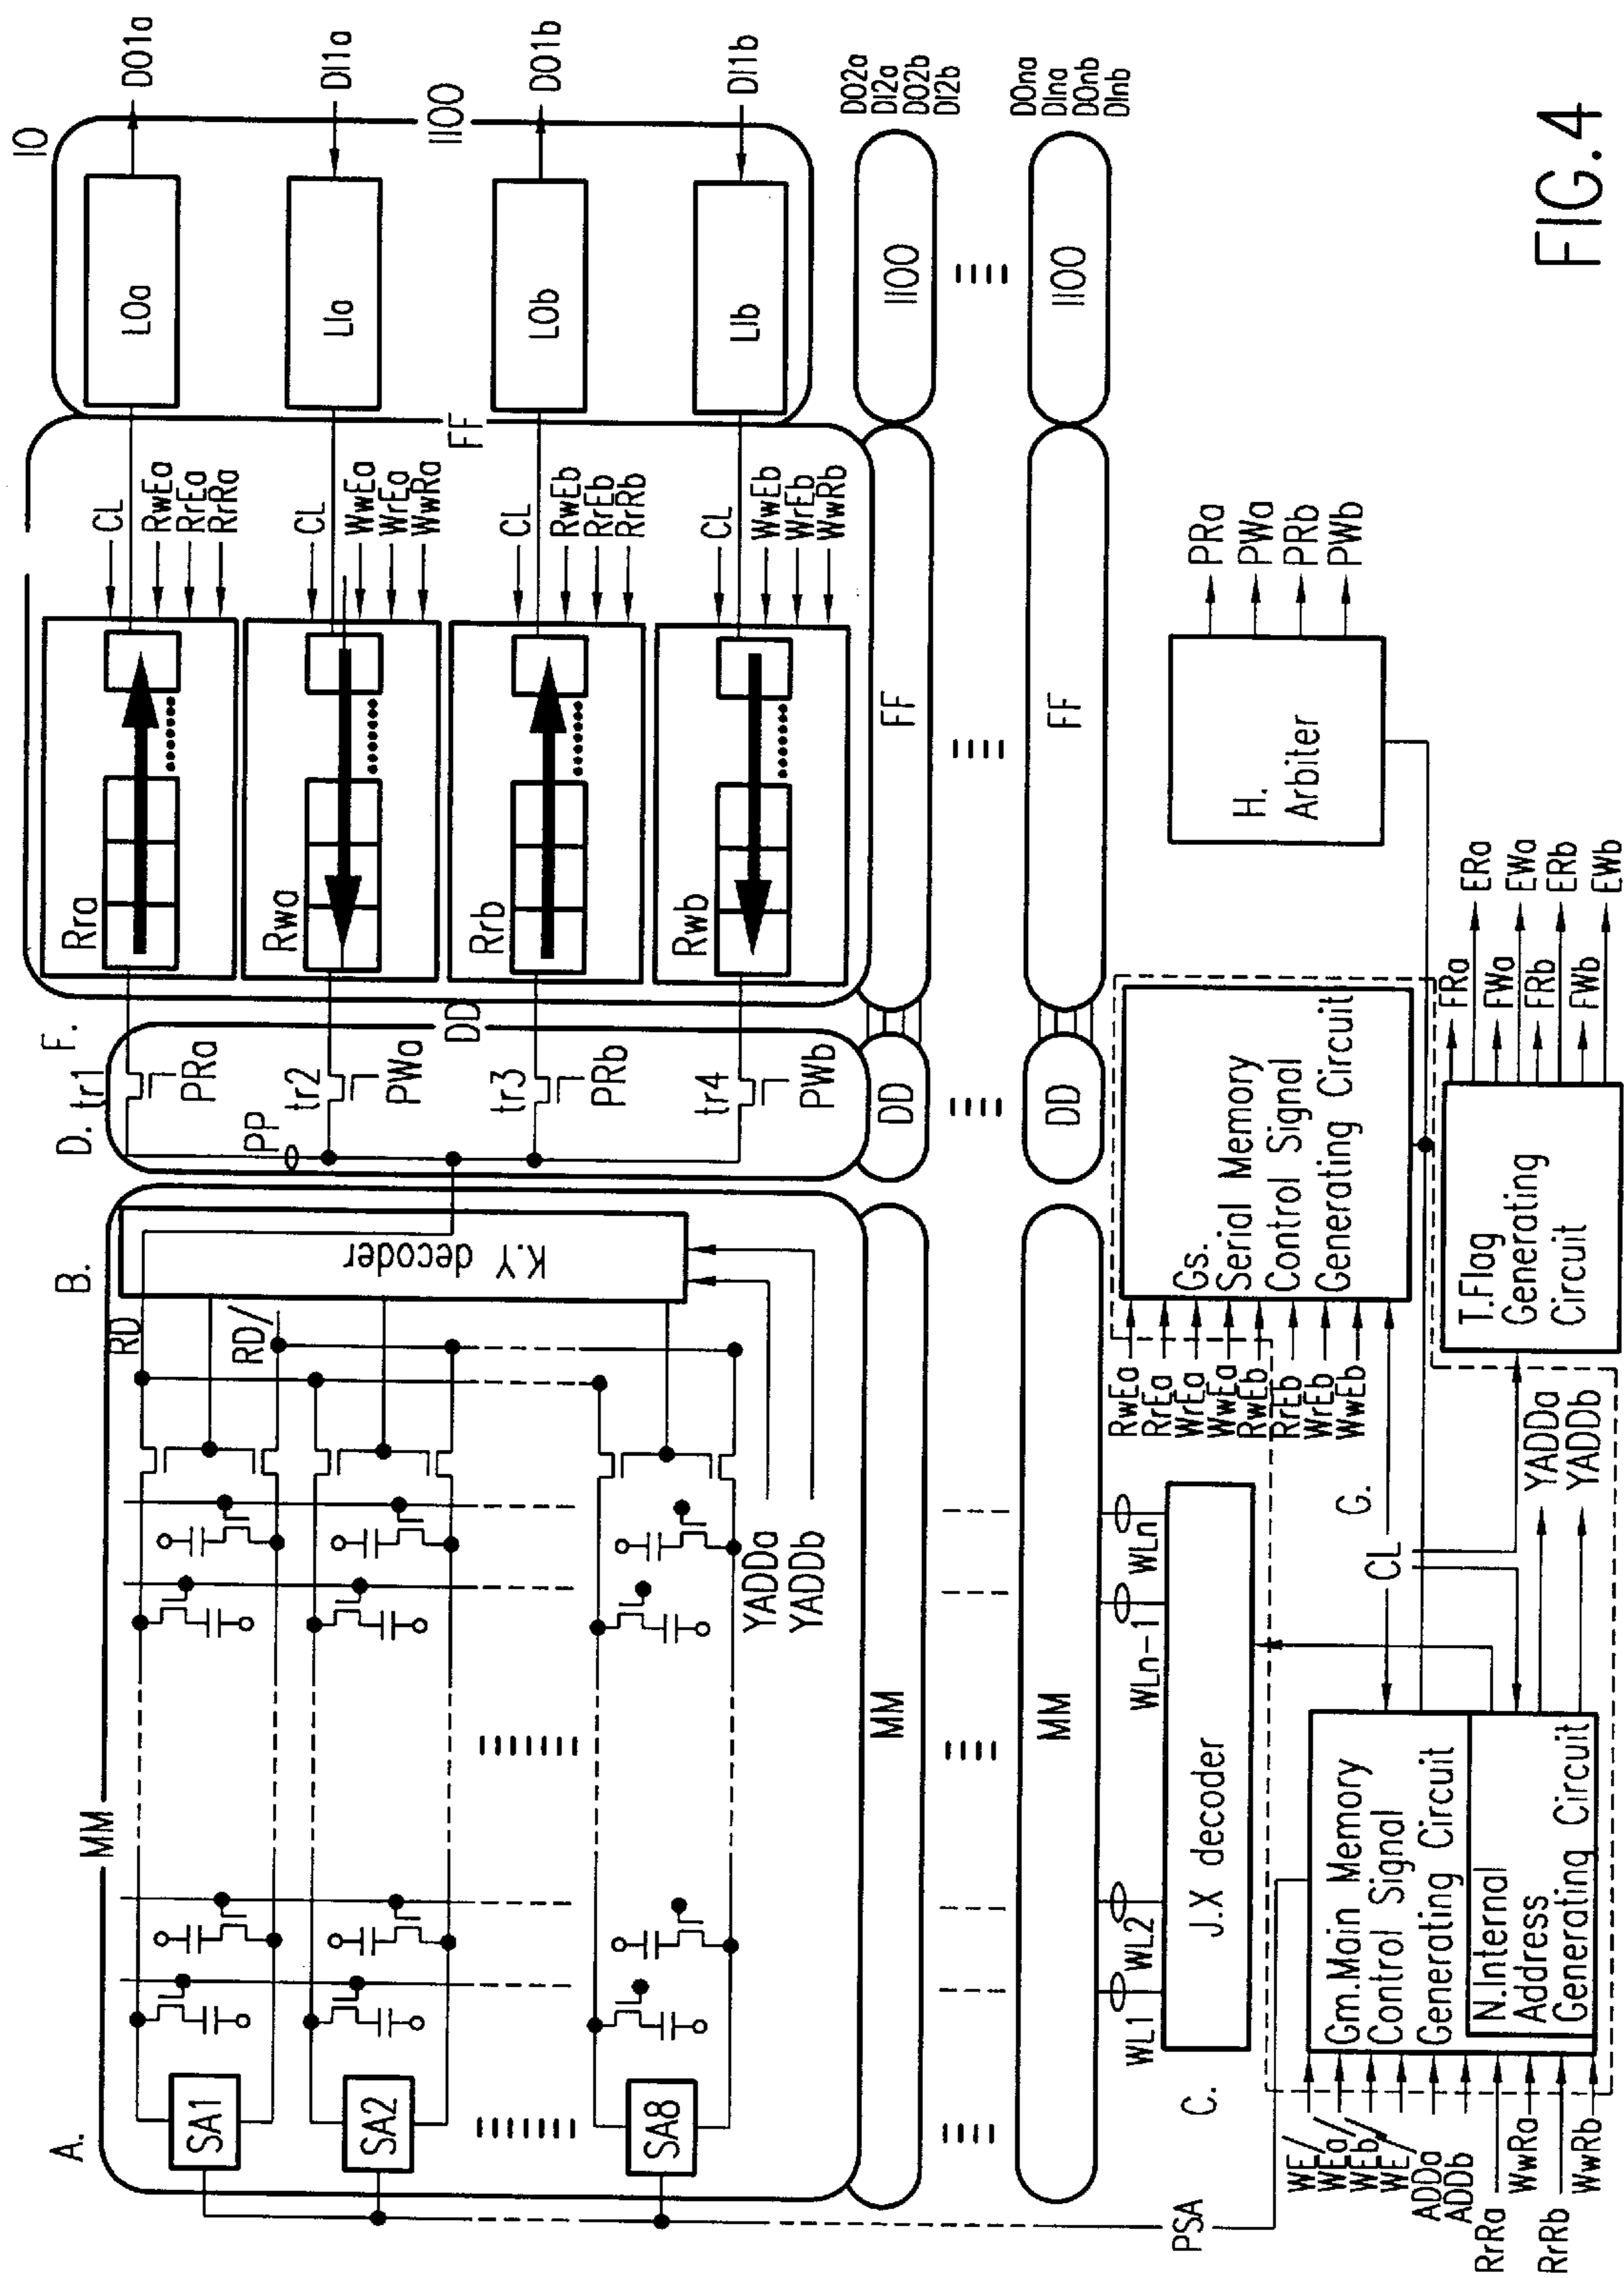 IO
LOa
DO1a
LIa
DI1a
IIOO
LOb
DO1b
LIb
DI1b
DO2a
DI2a
DO2b
DI2b
IIOO
DOna
DIna
DOnb
DInb
IIOO
FIG.4
F.
FF
Rra
CL
RwEa
RrEa
RrRa
Rwa
CL
WwEa
WrEa
WwRa
Rrb
CL
RwEb
RrEb
RrRb
Rwb
CL
WwEb
WrEb
WwRb
FF
FF
D.
DD
tr1
PRa
PP
tr2
PWa
tr3
PRb
tr4
PWb
DD
DD
B.
K.Y decoder
RD
RD/
YADDa
YADDb
A.
MM
SA1
SA2
SA8
MM
MM
C.
WL1
WL2
WLn-1
WLn
J.X decoder
PSA
G.
CL
RwEa
RrEa
WrEa
WwEa
RwEb
RrEb
WrEb
WwEb
Gs.
Serial Memory
Control Signal
Generating Circuit
H.
Arbiter
PRa
PWa
PRb
PWb
T.Flag
Generating
Circuit
FRa
ERa
FWa
EWa
FRb
ERb
FWb
EWb
Gm.Main Memory
Control Signal
Generating Circuit
N.Internal
Address
Generating Circuit
YADDa
YADDb
WE/
WEa/
WEb/
WE/
ADDa
ADDb
RrRa
WwRa
RrRb
WwRb